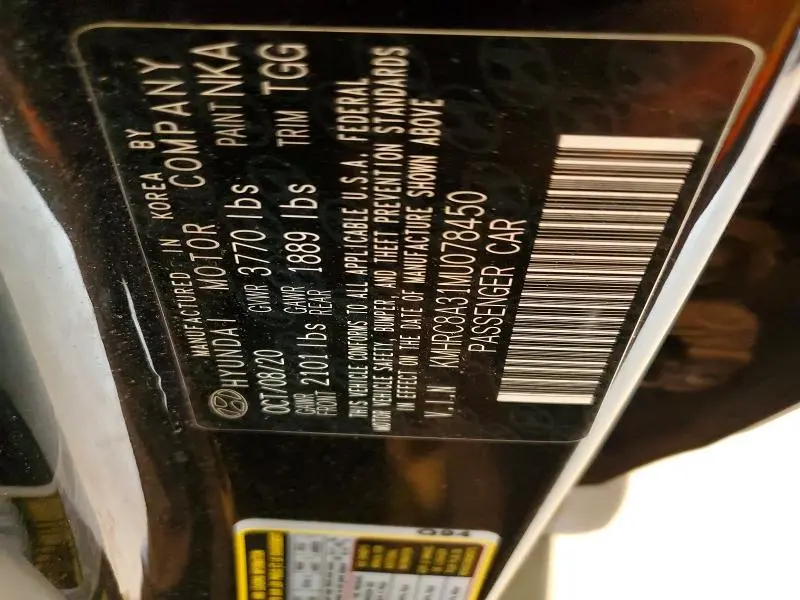 MANUFACTURED IN KOREA BY
HYUNDAI MOTOR COMPANY
OCT/08/20 GVWR 3770 lbs PAINT NKA
GAWR FRONT 2101 lbs GAWR REAR 1889 lbs TRIM TGG
THIS VEHICLE CONFORMS TO ALL APPLICABLE U.S.A. FEDERAL
MOTOR VEHICLE SAFETY, BUMPER, AND THEFT PREVENTION STANDARDS
IN EFFECT ON THE DATE OF MANUFACTURE SHOWN ABOVE
V.I.N KMHRC8A31MU078450
PASSENGER CAR